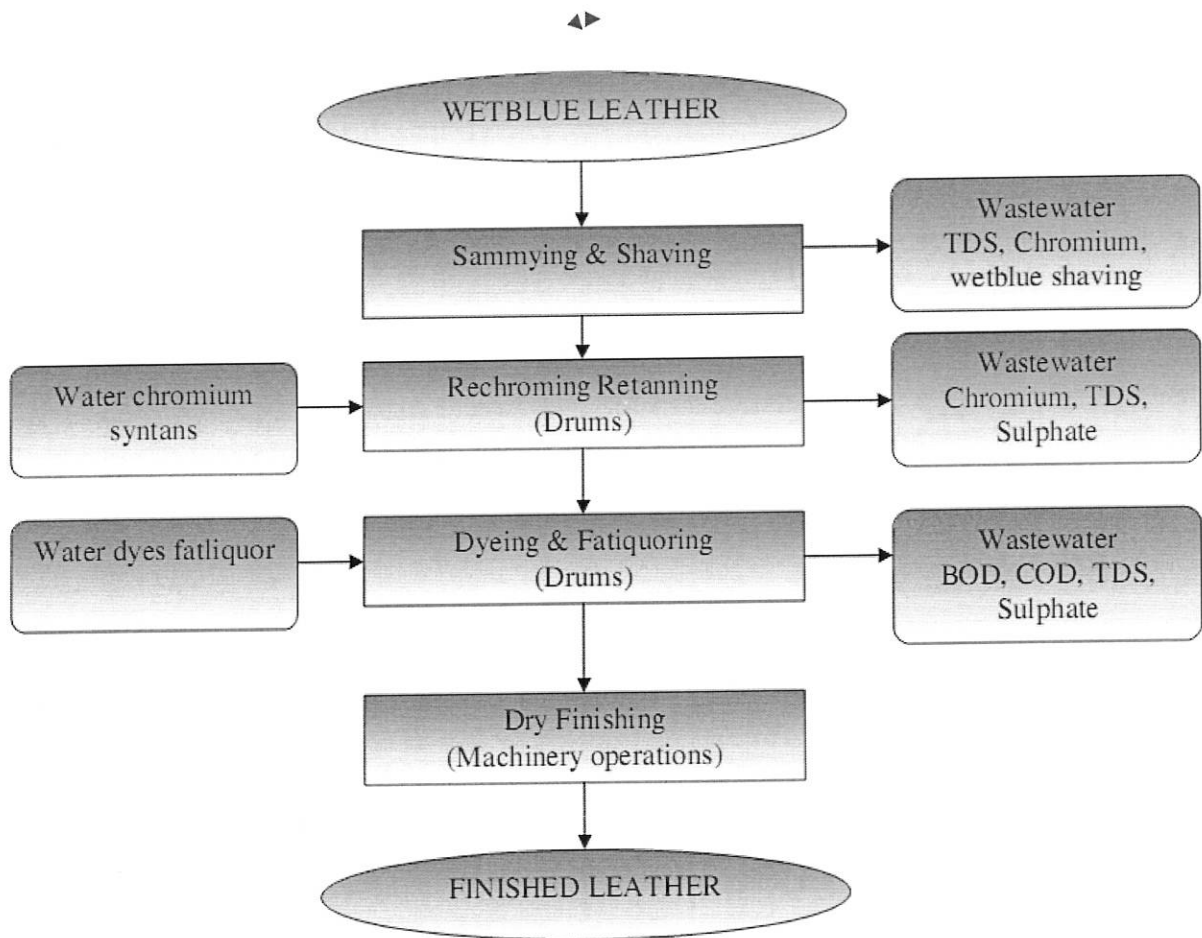 WETBLUE LEATHER
Sammying & Shaving
Wastewater
TDS, Chromium,
wetblue shaving
Water chromium
syntans
Rechroming Retanning
(Drums)
Wastewater
Chromium, TDS,
Sulphate
Water dyes fatliquor
Dyeing & Fatiquoring
(Drums)
Wastewater
BOD, COD, TDS,
Sulphate
Dry Finishing
(Machinery operations)
FINISHED LEATHER